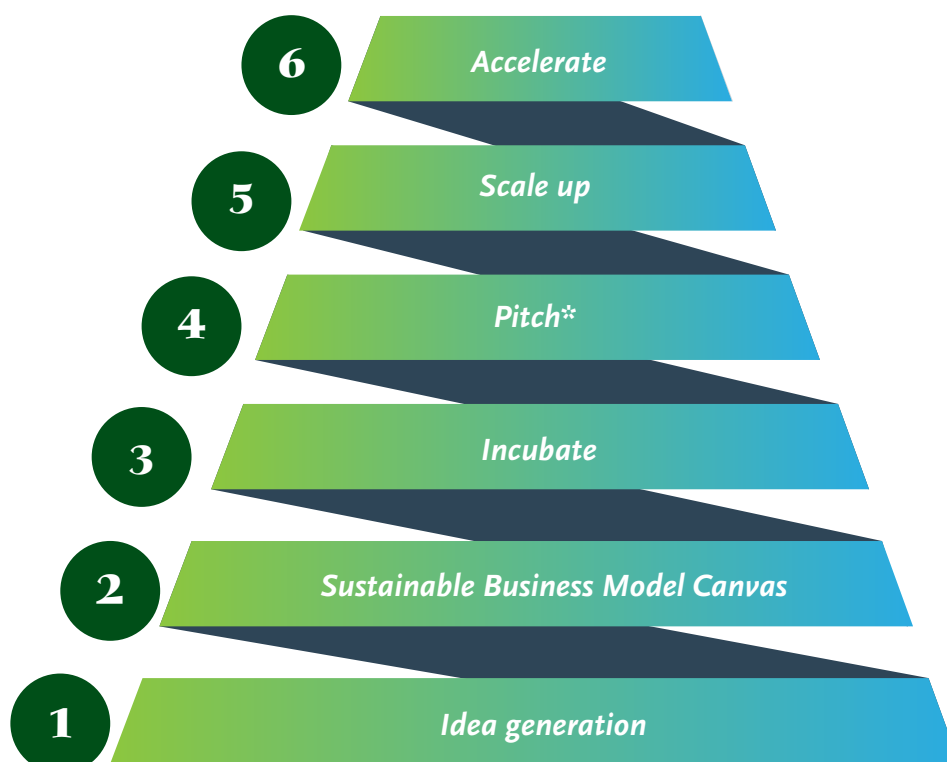 6 Accelerate
5 Scale up
4 Pitch*
3 Incubate
2 Sustainable Business Model Canvas
1 Idea generation